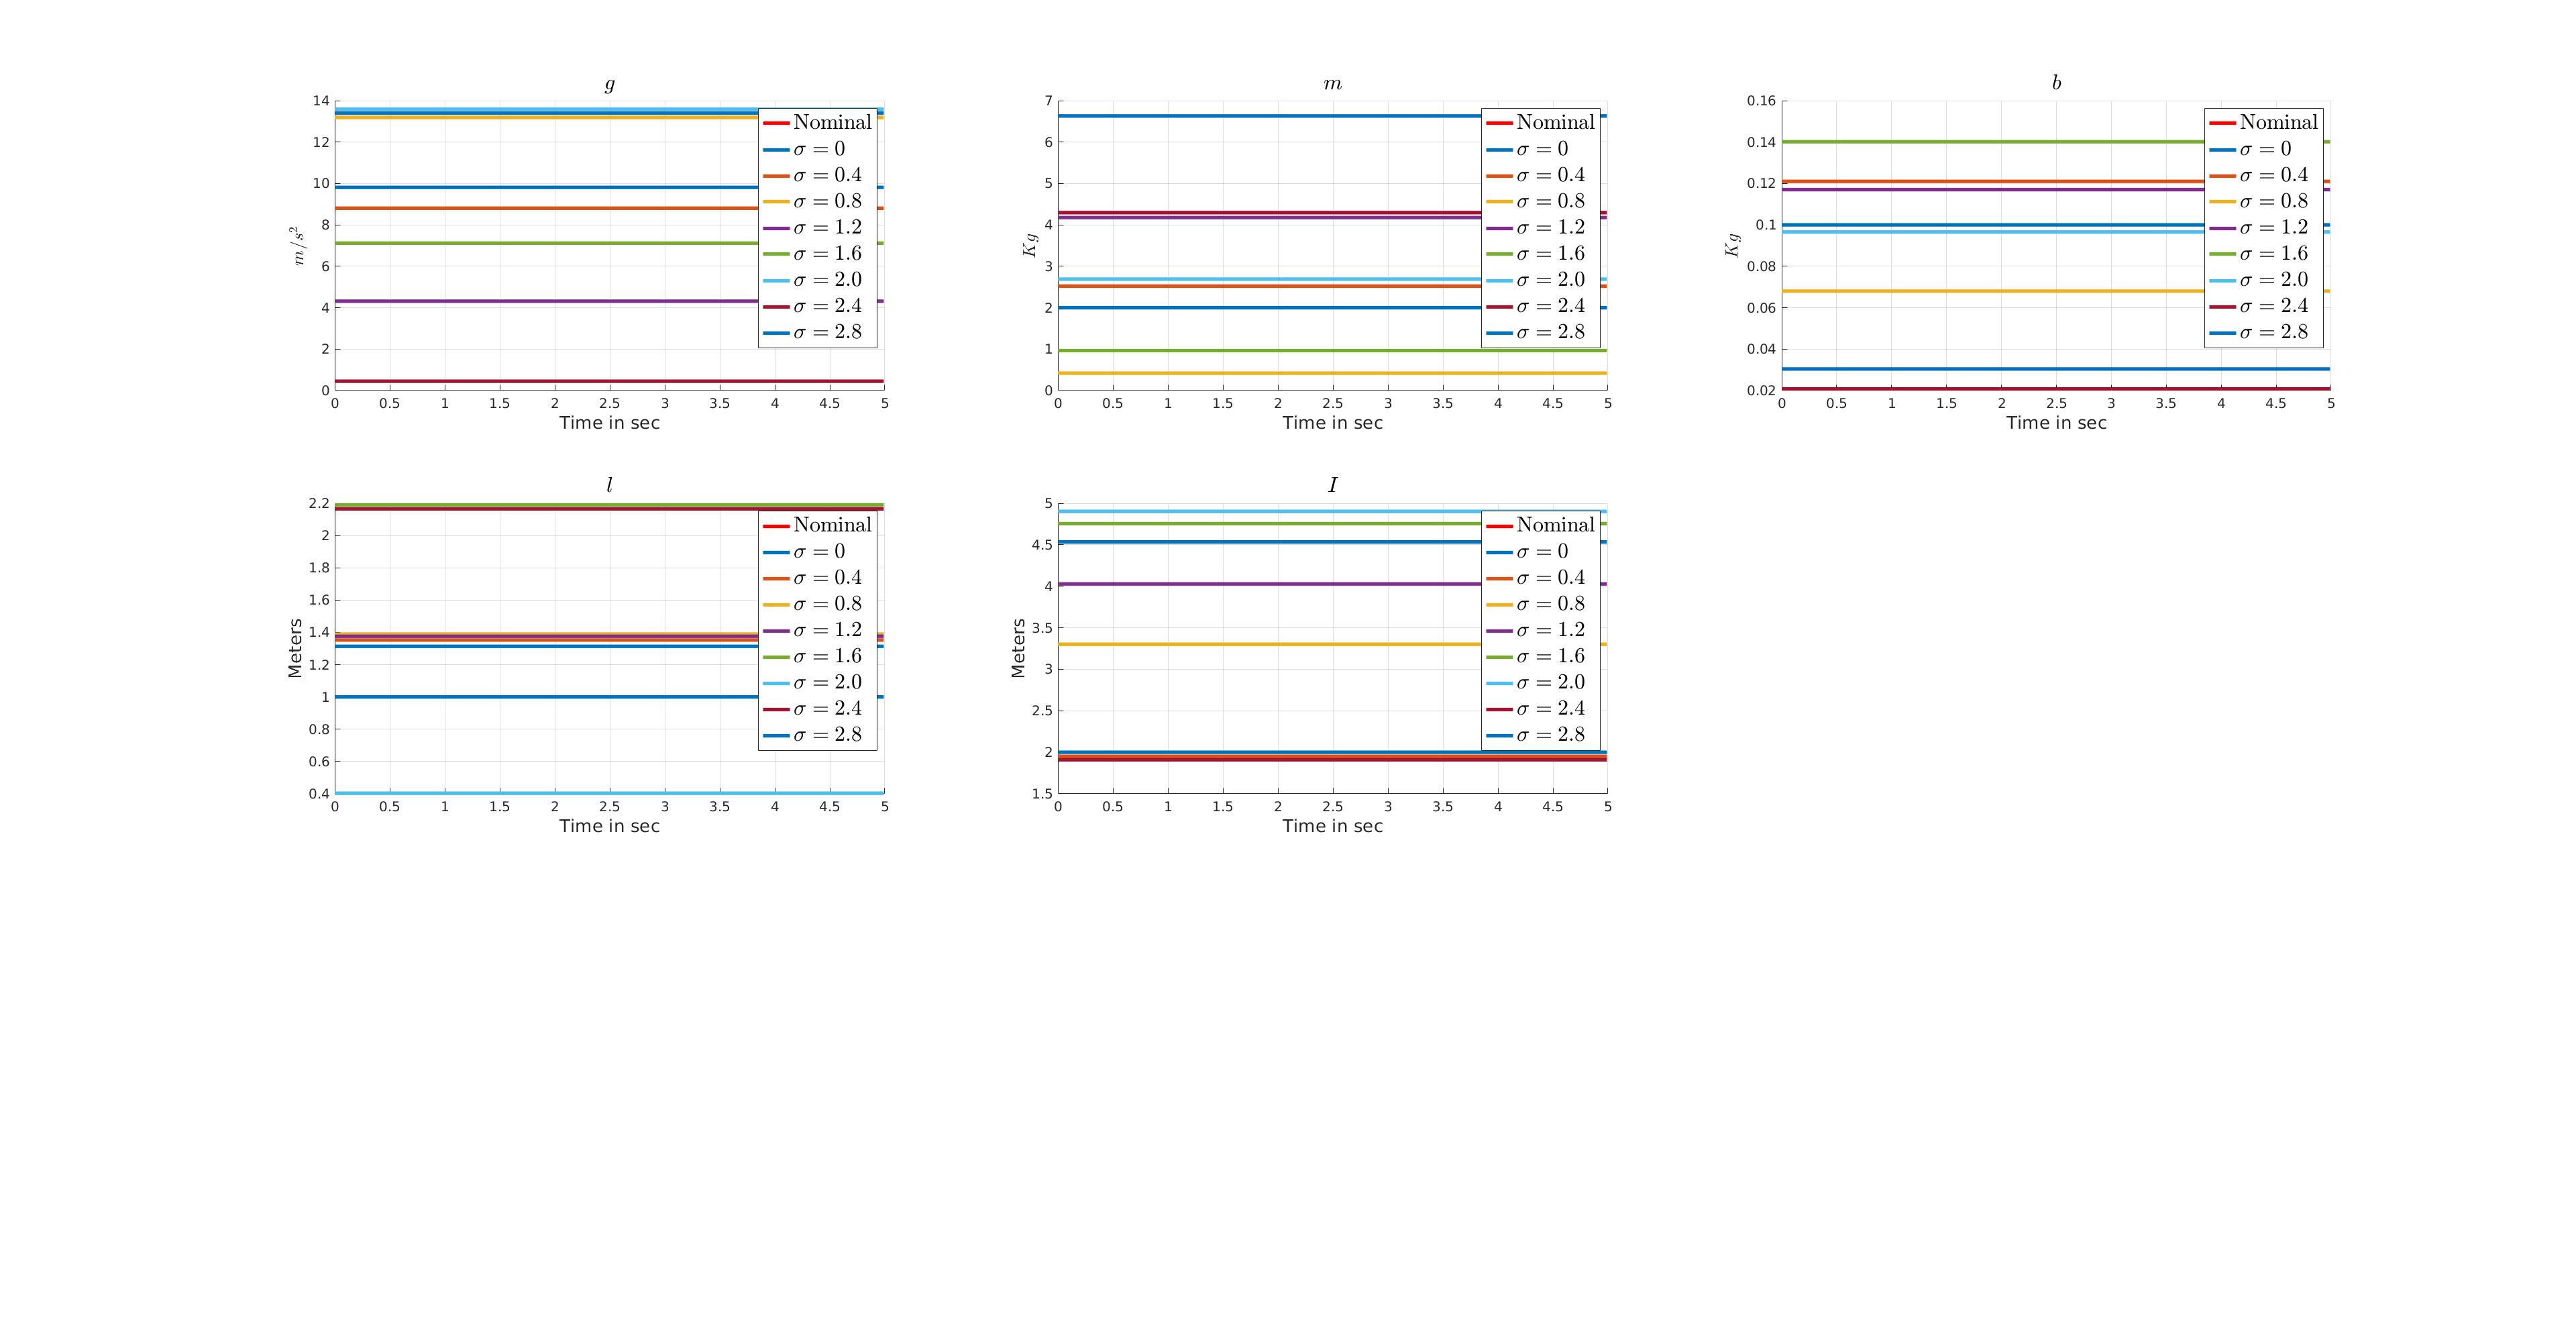 g
14
12
10
8
6
4
2
0
m/s²
0 0.5 1 1.5 2 2.5 3 3.5 4 4.5 5
Time in sec
Nominal
σ = 0
σ = 0.4
σ = 0.8
σ = 1.2
σ = 1.6
σ = 2.0
σ = 2.4
σ = 2.8
m
7
6
5
4
3
2
1
0
Kg
0 0.5 1 1.5 2 2.5 3 3.5 4 4.5 5
Time in sec
Nominal
σ = 0
σ = 0.4
σ = 0.8
σ = 1.2
σ = 1.6
σ = 2.0
σ = 2.4
σ = 2.8
b
0.16
0.14
0.12
0.1
0.08
0.06
0.04
0.02
Kg
0 0.5 1 1.5 2 2.5 3 3.5 4 4.5 5
Time in sec
Nominal
σ = 0
σ = 0.4
σ = 0.8
σ = 1.2
σ = 1.6
σ = 2.0
σ = 2.4
σ = 2.8
l
2.2
2
1.8
1.6
1.4
1.2
1
0.8
0.6
0.4
Meters
0 0.5 1 1.5 2 2.5 3 3.5 4 4.5 5
Time in sec
Nominal
σ = 0
σ = 0.4
σ = 0.8
σ = 1.2
σ = 1.6
σ = 2.0
σ = 2.4
σ = 2.8
I
5
4.5
4
3.5
3
2.5
2
1.5
Meters
0 0.5 1 1.5 2 2.5 3 3.5 4 4.5 5
Time in sec
Nominal
σ = 0
σ = 0.4
σ = 0.8
σ = 1.2
σ = 1.6
σ = 2.0
σ = 2.4
σ = 2.8